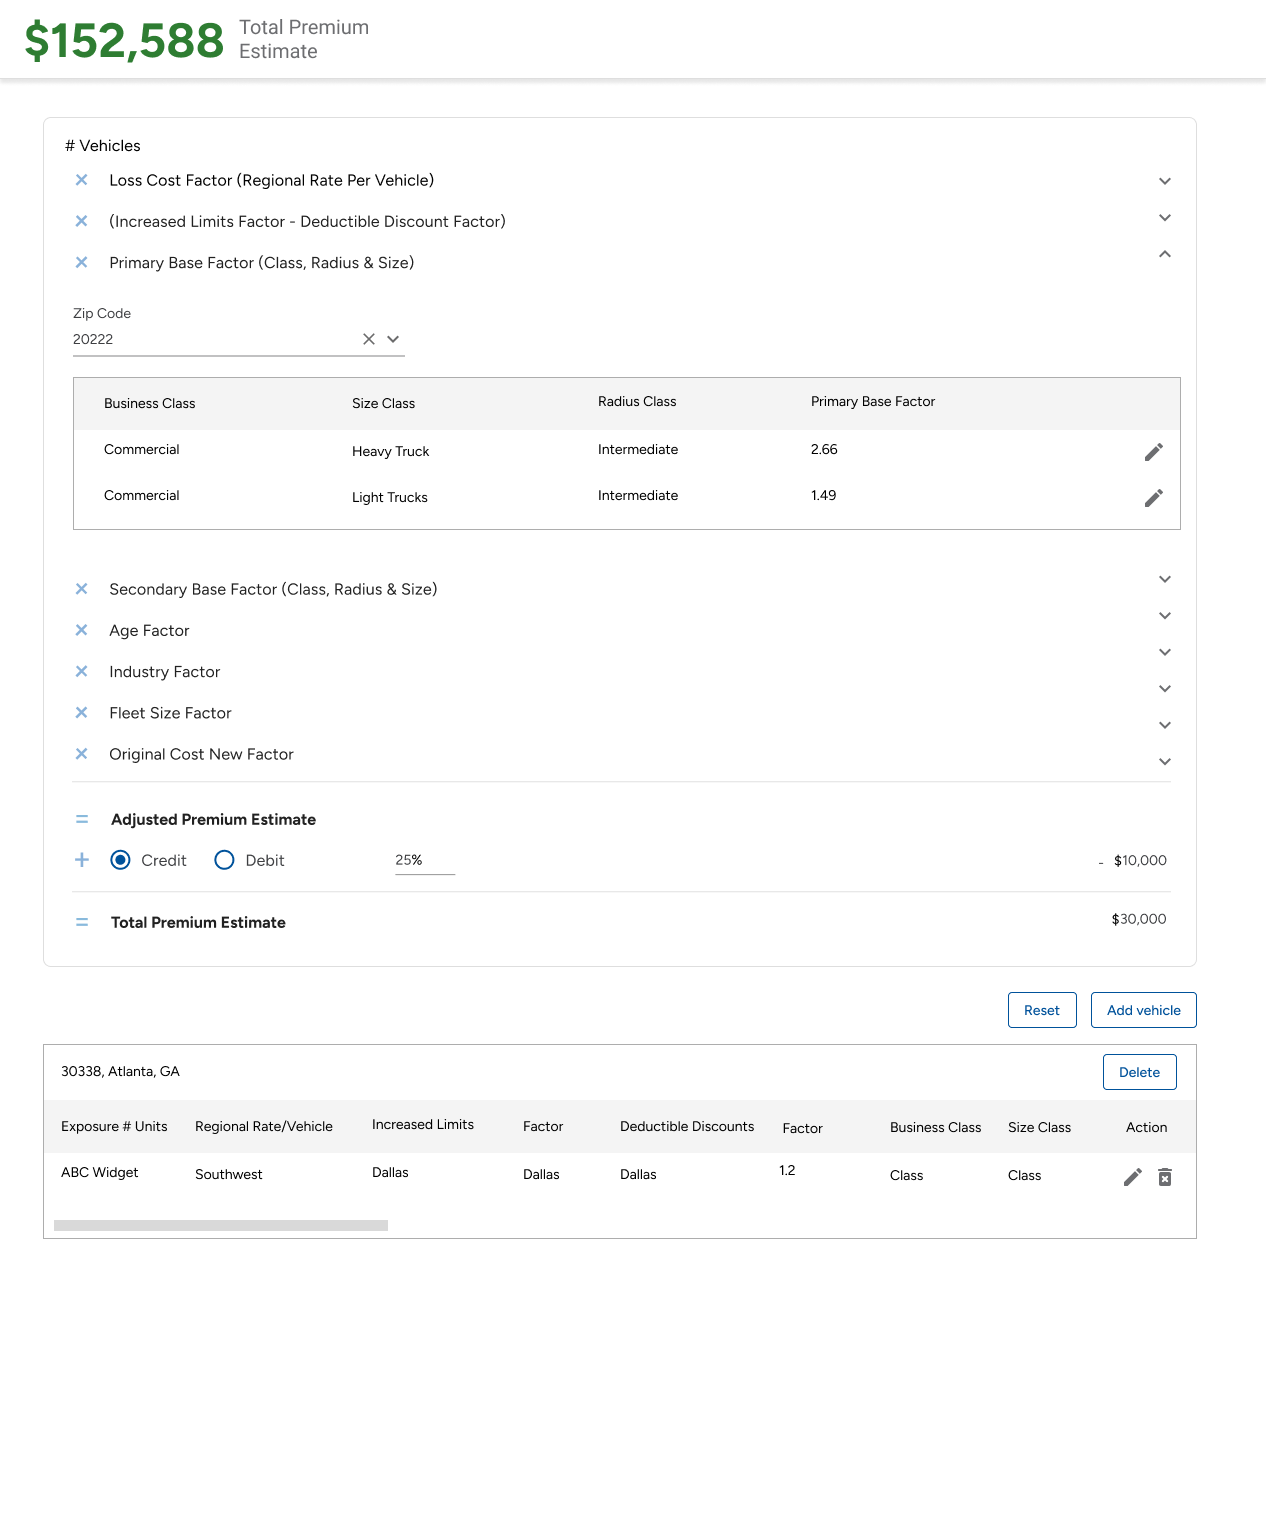 $152,588 Total Premium
Estimate
# Vehicles
× Loss Cost Factor (Regional Rate Per Vehicle)
× (Increased Limits Factor - Deductible Discount Factor)
× Primary Base Factor (Class, Radius & Size)
Zip Code
20222
Business Class Size Class Radius Class Primary Base Factor
Commercial Heavy Truck Intermediate 2.66
Commercial Light Trucks Intermediate 1.49
× Secondary Base Factor (Class, Radius & Size)
× Age Factor
× Industry Factor
× Fleet Size Factor
× Original Cost New Factor
= Adjusted Premium Estimate
+ Credit Debit 25% - $10,000
= Total Premium Estimate $30,000
Reset Add vehicle
30338, Atlanta, GA Delete
Exposure # Units Regional Rate/Vehicle Increased Limits Factor Deductible Discounts Factor Business Class Size Class Action
ABC Widget Southwest Dallas Dallas Dallas 1.2 Class Class